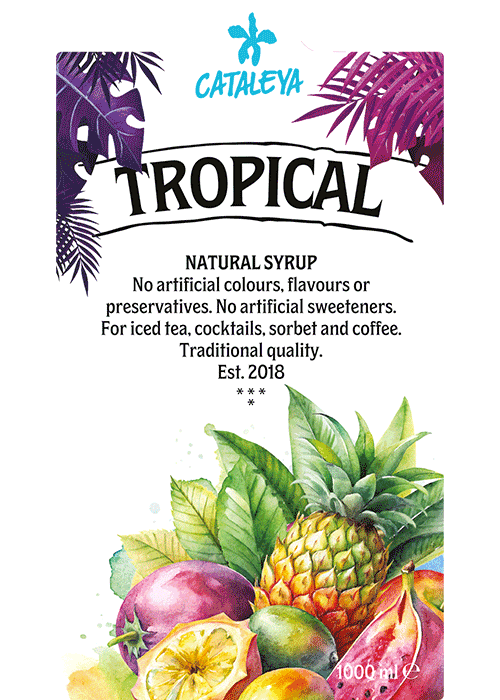 CATALEYA
TROPICAL
NATURAL SYRUP
No artificial colours, flavours or
preservatives. No artificial sweeteners.
For iced tea, cocktails, sorbet and coffee.
Traditional quality.
Est. 2018
* * *
*
1000 ml ℮